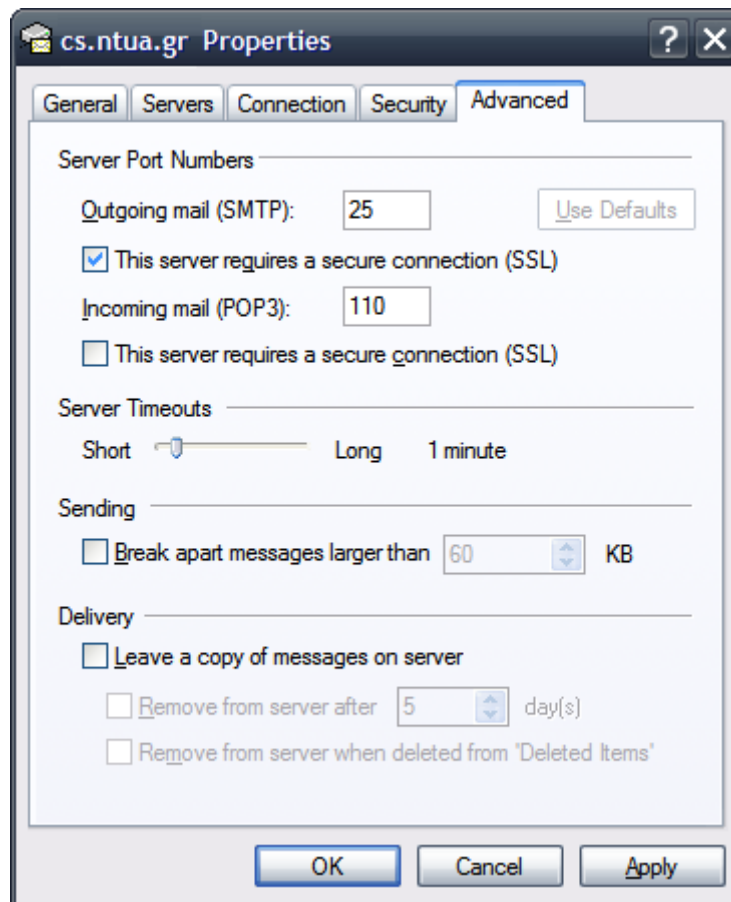 cs.ntua.gr Properties
General Servers Connection Security Advanced
Server Port Numbers
Outgoing mail (SMTP): 25 Use Defaults
This server requires a secure connection (SSL)
Incoming mail (POP3): 110
This server requires a secure connection (SSL)
Server Timeouts
Short Long 1 minute
Sending
Break apart messages larger than 60 KB
Delivery
Leave a copy of messages on server
Remove from server after 5 day(s)
Remove from server when deleted from 'Deleted Items'
OK Cancel Apply